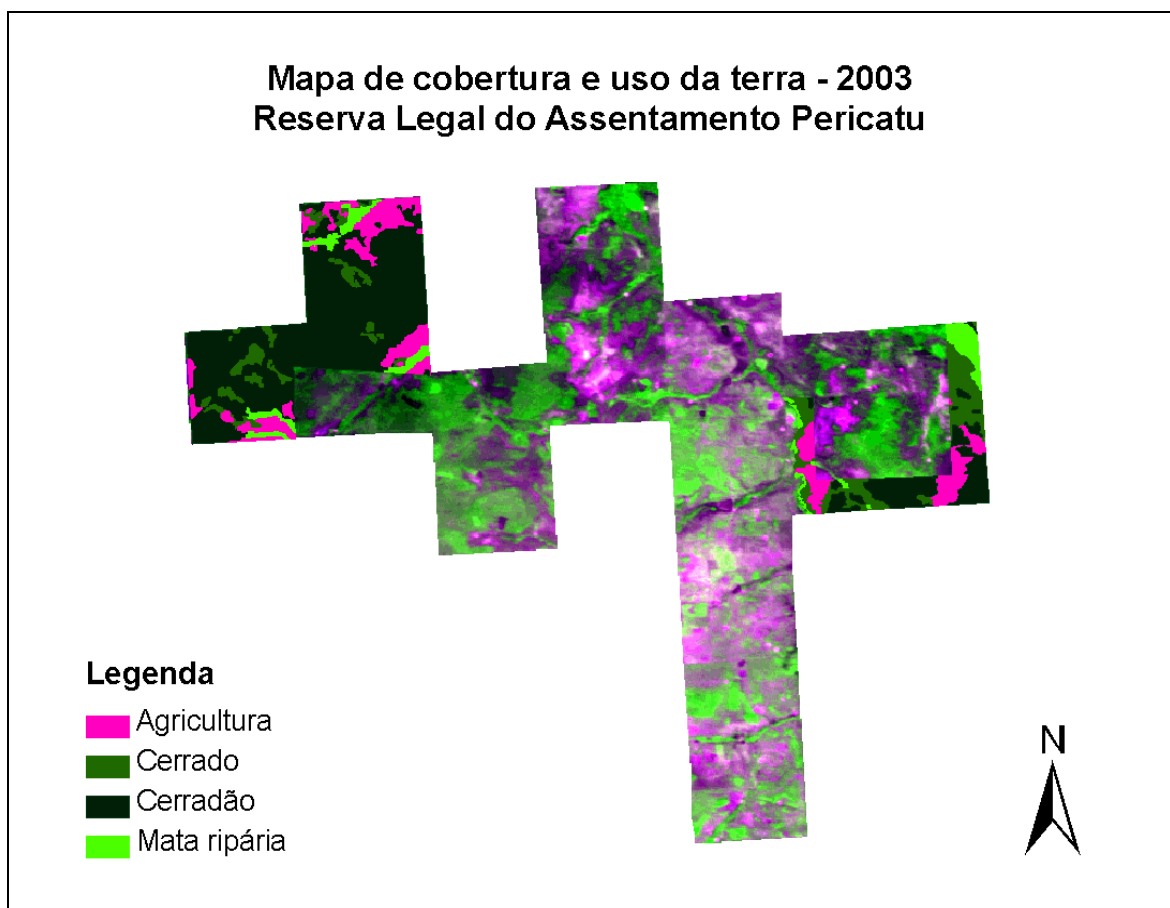 Mapa de cobertura e uso da terra - 2003
Reserva Legal do Assentamento Pericatu
Legenda
Agricultura
Cerrado
Cerradão
Mata ripária
N